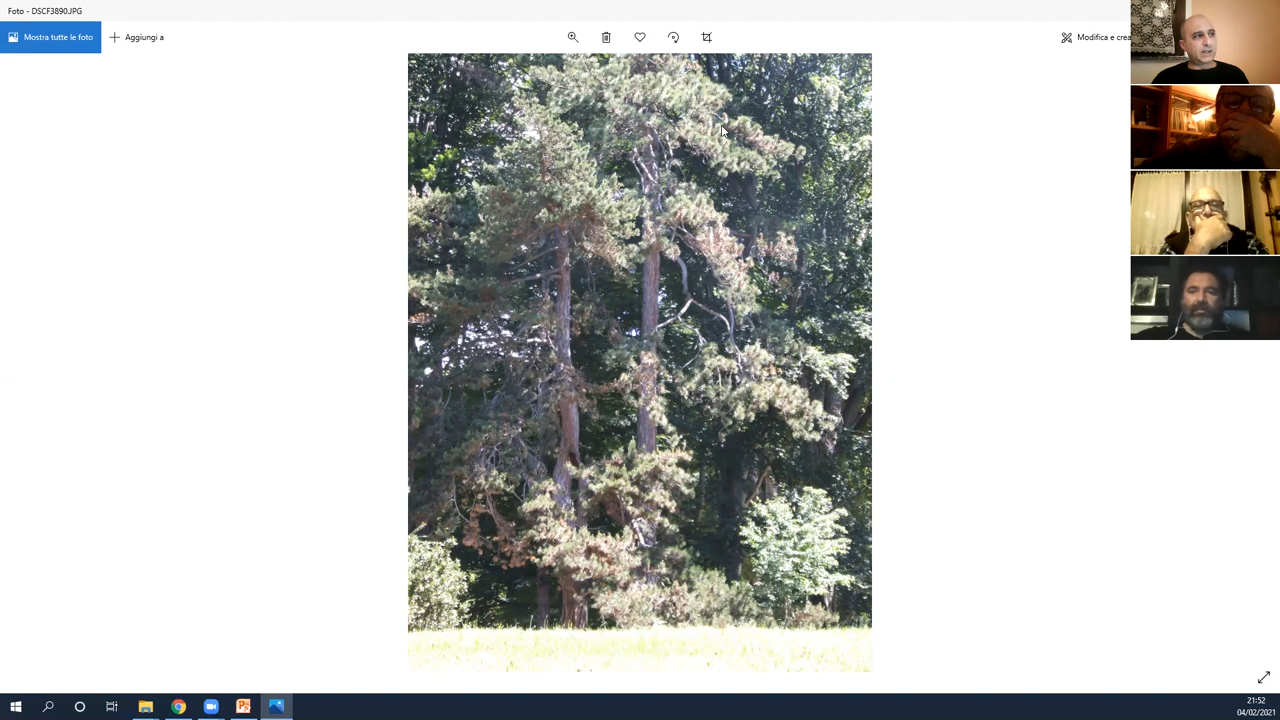 Foto - DSCF3890.JPG
Mostra tutte le foto
Aggiungi a
Modifica e crea
21:52
04/02/2021